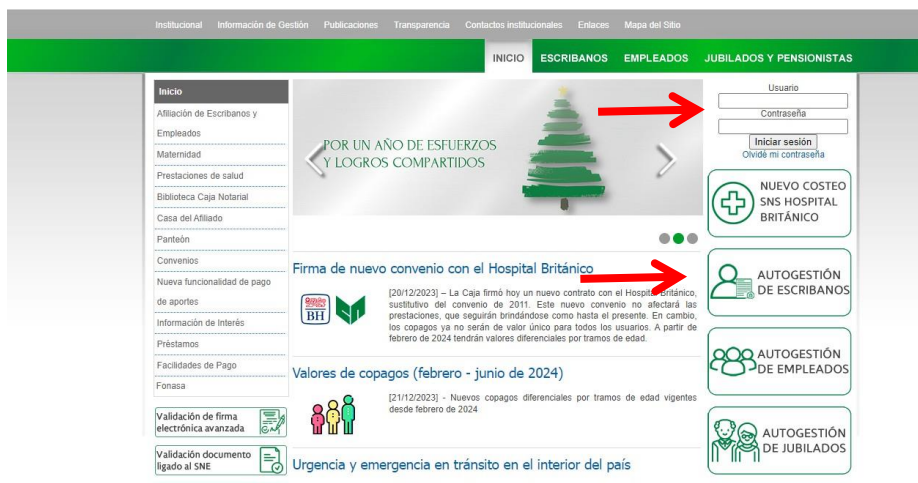 Institucional Información de Gestión Publicaciones Transparencia Contactos institucionales Enlaces Mapa del Sitio
INICIO ESCRIBANOS EMPLEADOS JUBILADOS Y PENSIONISTAS
Inicio
Afiliación de Escribanos y
Empleados
Maternidad
Prestaciones de salud
Biblioteca Caja Notarial
Casa del Afiliado
Panteón
Convenios
Nueva funcionalidad de pago
de aportes
Información de Interés
Préstamos
Facilidades de Pago
Fonasa
Validación de firma
electrónica avanzada
Validación documento
ligado al SNE
POR UN AÑO DE ESFUERZOS
Y LOGROS COMPARTIDOS
Firma de nuevo convenio con el Hospital Británico
BH
[20/12/2023] – La Caja firmó hoy un nuevo contrato con el Hospital Británico,
sustitutivo del convenio de 2011. Este nuevo convenio no afectará las
prestaciones, que seguirán brindándose como hasta el presente. En cambio,
los copagos ya no serán de valor único para todos los usuarios. A partir de
febrero de 2024 tendrán valores diferenciales por tramos de edad.
Valores de copagos (febrero - junio de 2024)
[21/12/2023] - Nuevos copagos diferenciales por tramos de edad vigentes
desde febrero de 2024
Urgencia y emergencia en tránsito en el interior del país
Usuario
Contraseña
Iniciar sesión
Olvidé mi contraseña
NUEVO COSTEO
SNS HOSPITAL
BRITÁNICO
AUTOGESTIÓN
DE ESCRIBANOS
AUTOGESTIÓN
DE EMPLEADOS
AUTOGESTIÓN
DE JUBILADOS